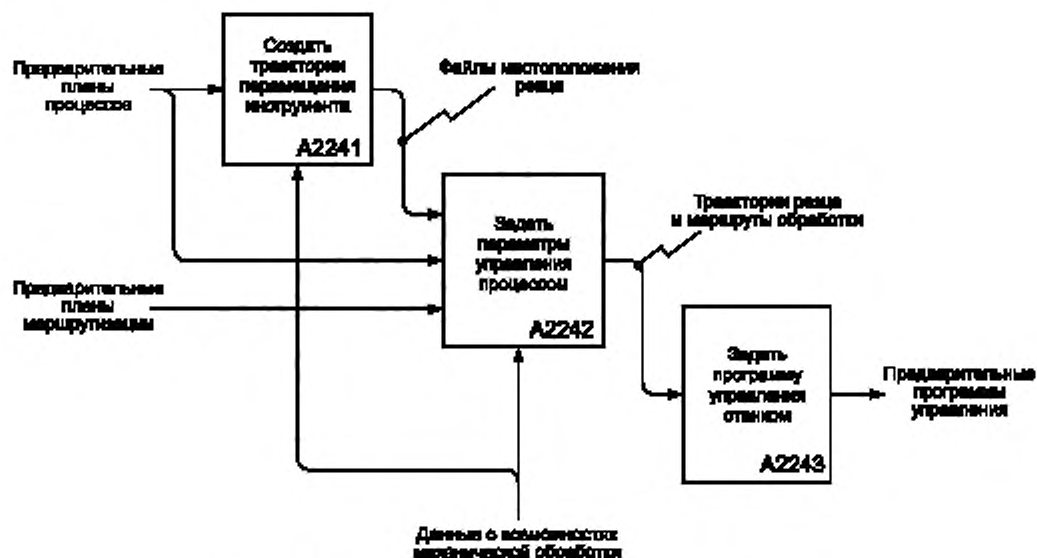 Создать
траектории
перемещения
инструмента
A2241
Предварительные
планы
процессов
Файлы местоположения
резца
Задать
параметры
управления
процессом
A2242
Траектории резца
и маршруты обработки
Предварительные
планы
маршрутизации
Задать
программу
управления
станком
A2243
Предварительные
программы
управления
Данные о возможностях
механической обработки